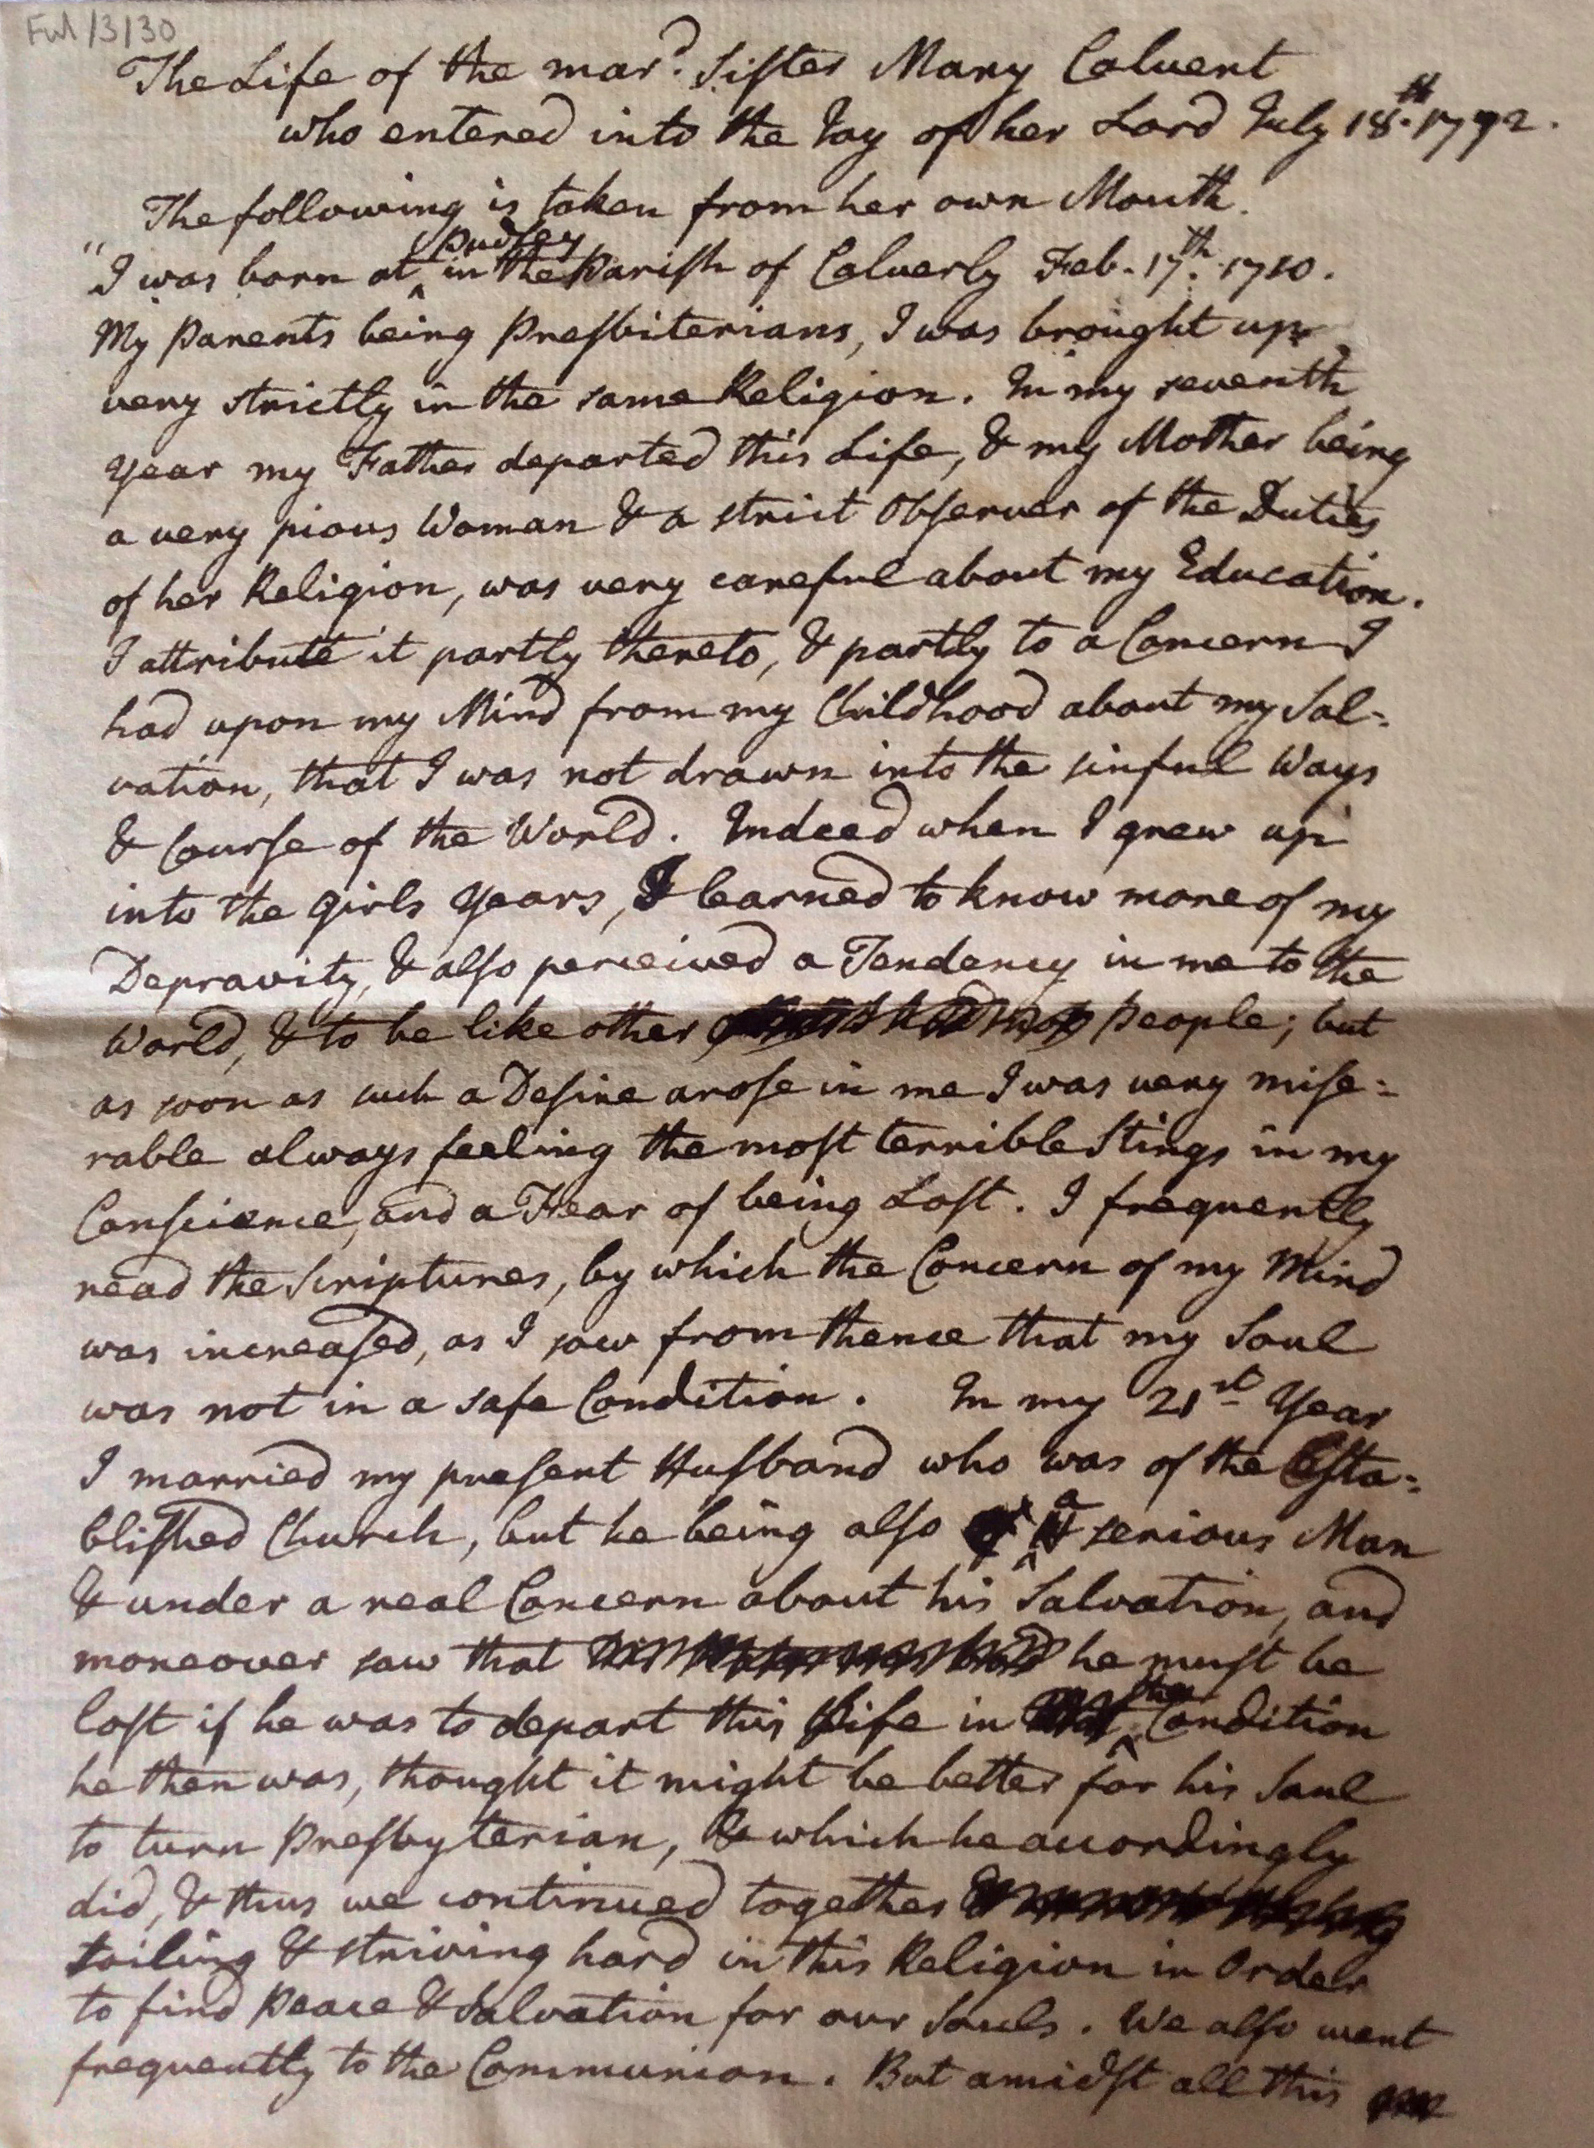 Ful/3/30
The Life of the mard. Sister Mary Calvert
who entered into the Joy of her Lord July 18th. 1792.
The following is taken from her own Mouth.
"I was born at Pudsey in the Parish of Calverly Feb. 17th. 1710.
My Parents being Presbiterians, I was brought up
very strictly in the same Religion. In my seventh
year my Father departed this Life, & my Mother being
a very pious Woman & a strict Observer of the Duties
of her Religion, was very careful about my Education.
I attribute it partly thereto, & partly to a Concern I
had upon my Mind from my Childhood about my Sal=
vation, that I was not drawn into the sinful Ways
& Course of the World. Indeed when I grew up
into the girls years, I learned to know more of my
Depravity, & also perceived a Tendency in me to the
World, & to be like other People; but
as soon as such a Desire arose in me I was very mise=
rable always feeling the most terrible Stings in my
Conscience, and a Fear of being Lost. I frequently
read the Scriptures, by which the Concern of my Mind
was increased, as I saw from thence that my Soul
was not in a safe Condition. In my 21st Year
I married my present Husband who was of the Esta=
blished Church, but he being also a serious Man
& under a real Concern about his Salvation, and
moreover saw that he must be
lost if he was to depart this Life in the Condition
he then was, thought it might be better for his Soul
to turn Presbyterian, & which he accordingly
did, & thus we continued together
toiling & striving hard in this Religion in Order
to find Peace & Salvation for our Souls. We also went
frequently to the Communion. But amidst all this